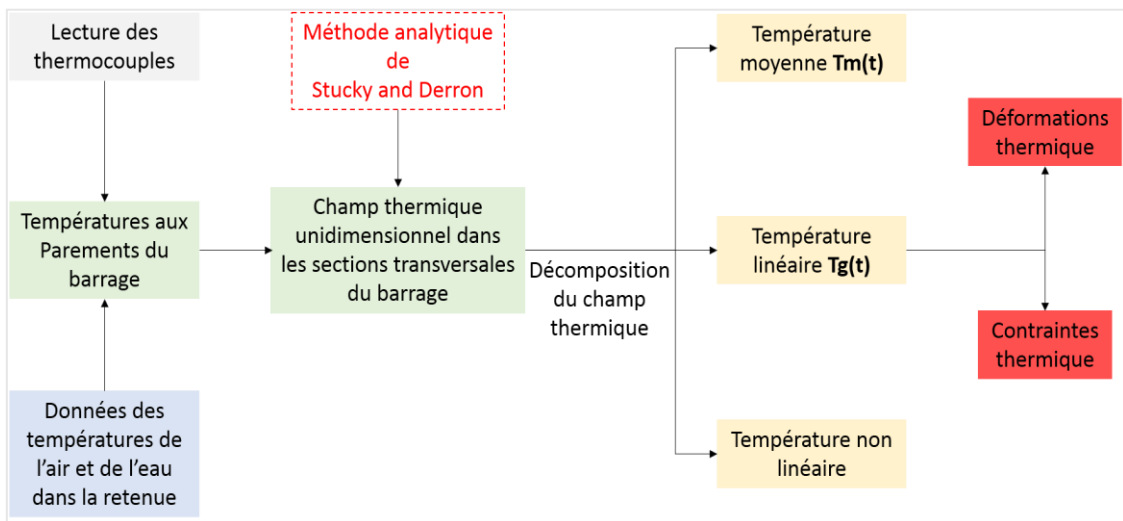 Lecture des
thermocouples
Méthode analytique
de
Stucky and Derron
Température
moyenne Tm(t)
Déformations
thermique
Températures aux
Parements du
barrage
Champ thermique
unidimensionnel dans
les sections transversales
du barrage
Décomposition
du champ
thermique
Température
linéaire Tg(t)
Contraintes
thermique
Données des
températures de
l’air et de l’eau
dans la retenue
Température non
linéaire